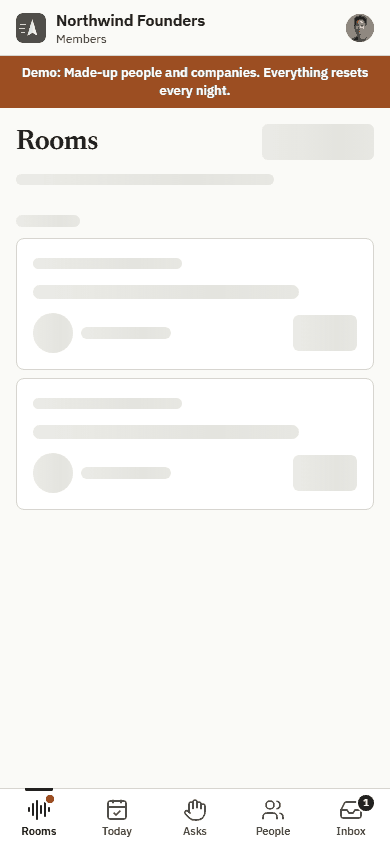 Northwind Founders
Members
Demo: Made-up people and companies. Everything resets
every night.
Rooms
Rooms
Today
Asks
People
Inbox
1